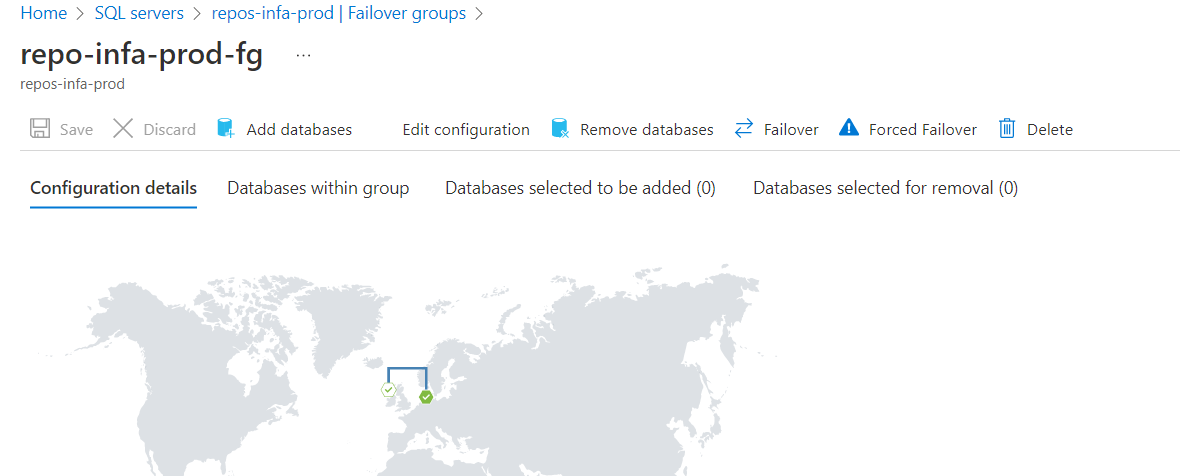 Home > SQL servers > repos-infa-prod | Failover groups >
repo-infa-prod-fg ...
repos-infa-prod
Save Discard Add databases Edit configuration Remove databases Failover Forced Failover Delete
Configuration details Databases within group Databases selected to be added (0) Databases selected for removal (0)